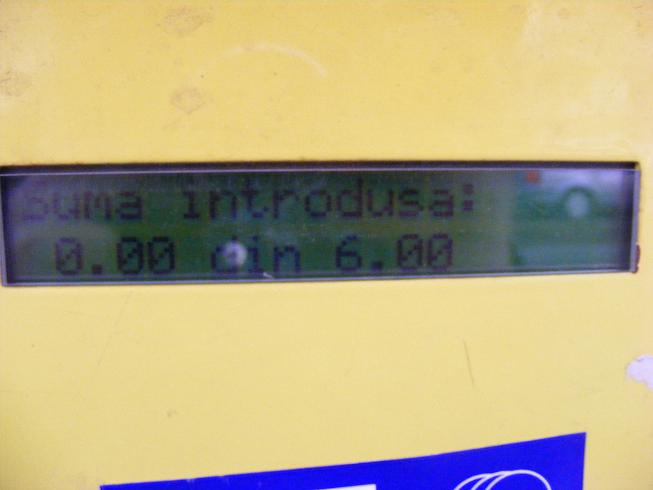 Suma introdusa:
0.00 din 6.00